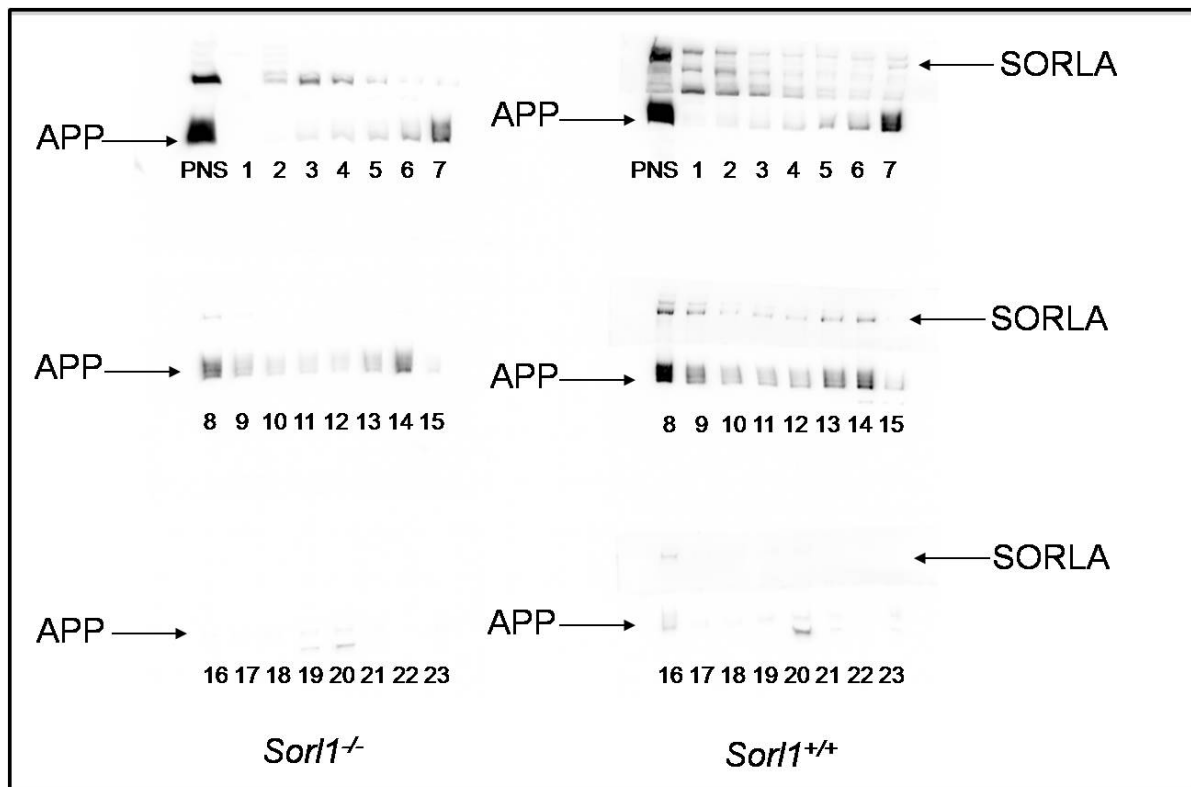 SORLA
APP APP
PNS 1 2 3 4 5 6 7 PNS 1 2 3 4 5 6 7
SORLA
APP APP
8 9 10 11 12 13 14 15 8 9 10 11 12 13 14 15
SORLA
APP APP
16 17 18 19 20 21 22 23 16 17 18 19 20 21 22 23
Sorl1-/- Sorl1+/+